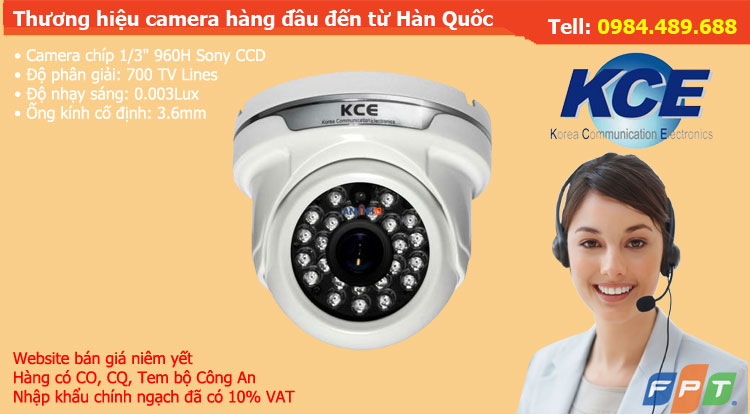 Thương hiệu camera hàng đầu đến từ Hàn Quốc
Tell: 0984.489.688
• Camera chíp 1/3" 960H Sony CCD
• Độ phân giải: 700 TV Lines
• Độ nhạy sáng: 0.003Lux
• Ống kính cố định: 3.6mm
KCE
Korea Communication Electronics
KCE
Korea Communication Electronics
Website bán giá niêm yết
Hàng có CO, CQ, Tem bộ Công An
Nhập khẩu chính ngạch đã có 10% VAT
FPT